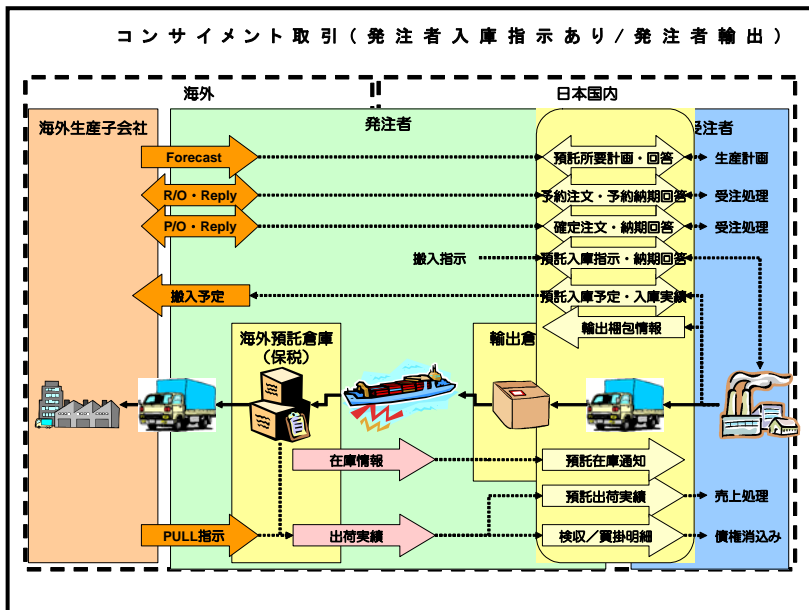 コンサイメント取引(発注者入庫指示あり/発注者輸出)
海外
日本国内
海外生産子会社
発注者
受注者
Forecast
預託所要計画・回答
生産計画
R/O・Reply
予約注文・予約納期回答
受注処理
P/O・Reply
確定注文・納期回答
受注処理
搬入指示
預託入庫指示・納期回答
搬入予定
預託入庫予定・入庫実績
輸出梱包情報
海外預託倉庫
(保税)
輸出倉
在庫情報
預託在庫通知
預託出荷実績
売上処理
PULL指示
出荷実績
検収/買掛明細
債権消込み